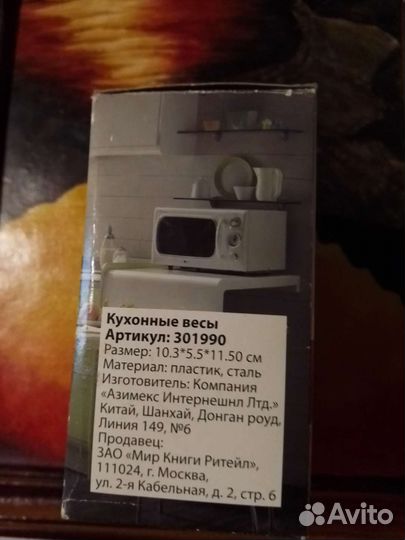 Кухонные весы
Артикул: 301990
Размер: 10.3*5.5*11.50 см
Материал: пластик, сталь
Изготовитель: Компания
«Азимекс Интернешнл Лтд.»
Китай, Шанхай, Донган роуд,
Линия 149, №6
Продавец:
ЗАО «Мир Книги Ритейл»,
111024, г. Москва,
ул. 2-я Кабельная, д. 2, стр. 6
Avito